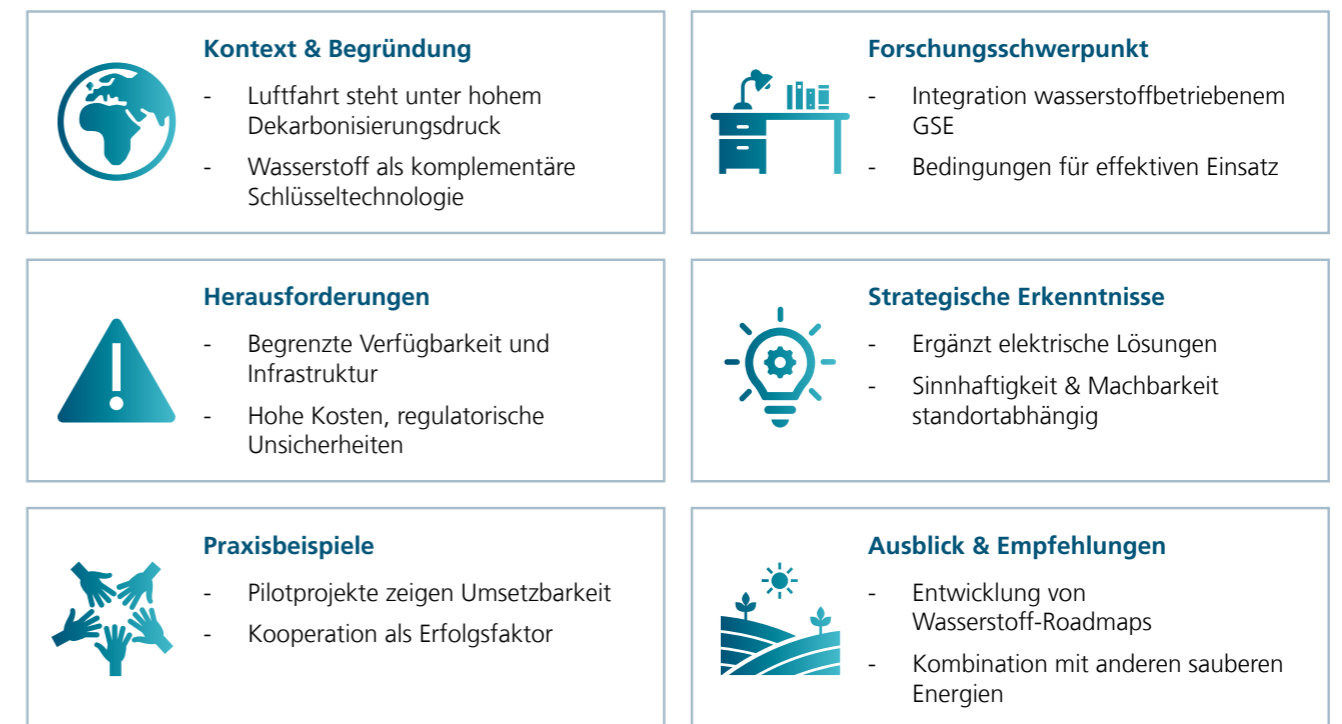 Kontext & Begründung
- Luftfahrt steht unter hohem
Dekarbonisierungsdruck
- Wasserstoff als komplementäre
Schlüsseltechnologie
Forschungsschwerpunkt
- Integration wasserstoffbetriebenem
GSE
- Bedingungen für effektiven Einsatz
Herausforderungen
- Begrenzte Verfügbarkeit und
Infrastruktur
- Hohe Kosten, regulatorische
Unsicherheiten
Strategische Erkenntnisse
- Ergänzt elektrische Lösungen
- Sinnhaftigkeit & Machbarkeit
standortabhängig
Praxisbeispiele
- Pilotprojekte zeigen Umsetzbarkeit
- Kooperation als Erfolgsfaktor
Ausblick & Empfehlungen
- Entwicklung von
Wasserstoff-Roadmaps
- Kombination mit anderen sauberen
Energien